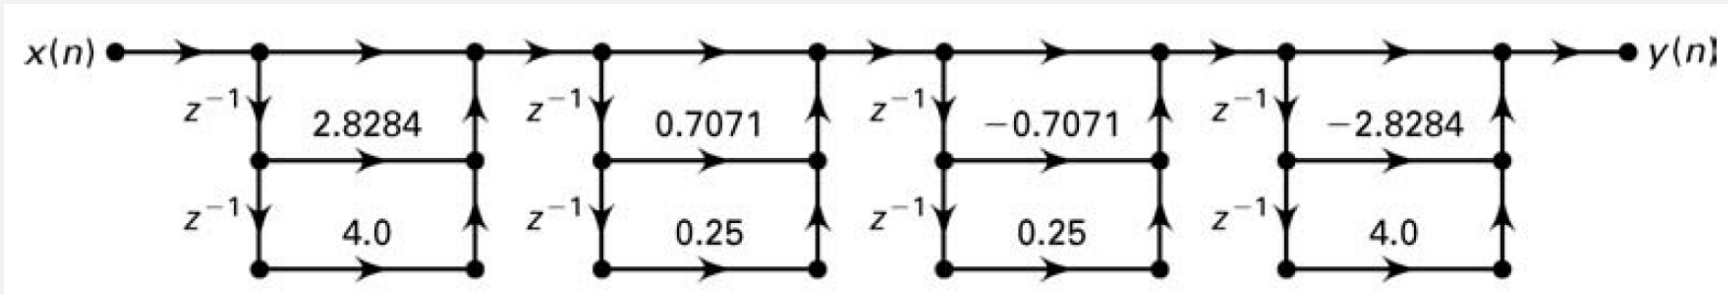 x(n) y(n)
z⁻¹ 2.8284 z⁻¹ 0.7071 z⁻¹ −0.7071 z⁻¹ −2.8284
z⁻¹ 4.0 z⁻¹ 0.25 z⁻¹ 0.25 z⁻¹ 4.0